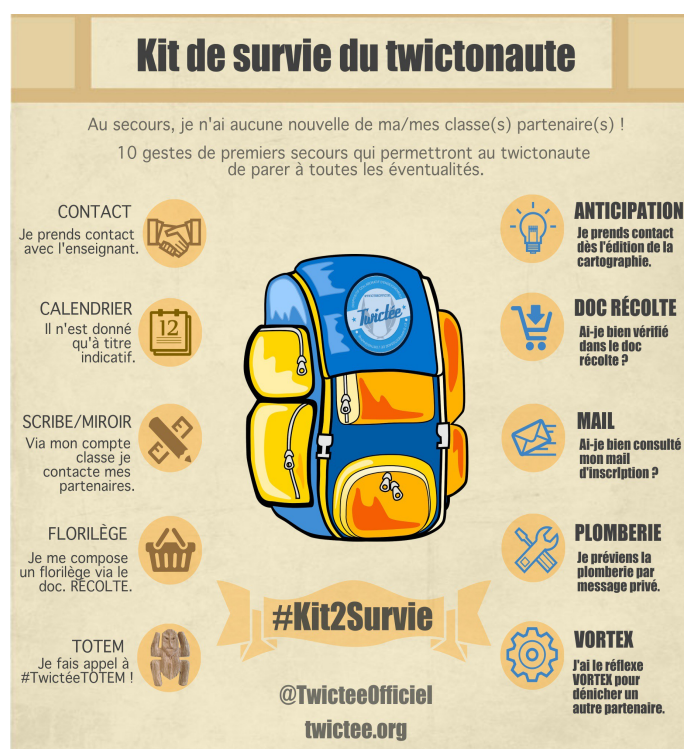 Kit de survie du twictonaute
Au secours, je n'ai aucune nouvelle de ma/mes classe(s) partenaire(s) !
10 gestes de premiers secours qui permettront au twictonaute
de parer à toutes les éventualités.
CONTACT
Je prends contact
avec l'enseignant.
CALENDRIER
Il n'est donné
qu'à titre
indicatif.
12
SCRIBE/MIROIR
Via mon compte
classe je
contacte mes
partenaires.
FLORILÈGE
Je me compose
un florilège via le
doc. RÉCOLTE.
TOTEM
Je fais appel à
#TwictéeTOTEM !
Twictée
#Kit2Survie
@TwicteeOfficiel
twictee.org
ANTICIPATION
Je prends contact
dès l'édition de la
cartographie.
DOC RÉCOLTE
Ai-je bien vérifié
dans le doc
récolte ?
MAIL
Ai-je bien consulté
mon mail
d'inscription ?
PLOMBERIE
Je préviens la
plomberie par
message privé.
VORTEX
J'ai le réflexe
VORTEX pour
dénicher un
autre partenaire.